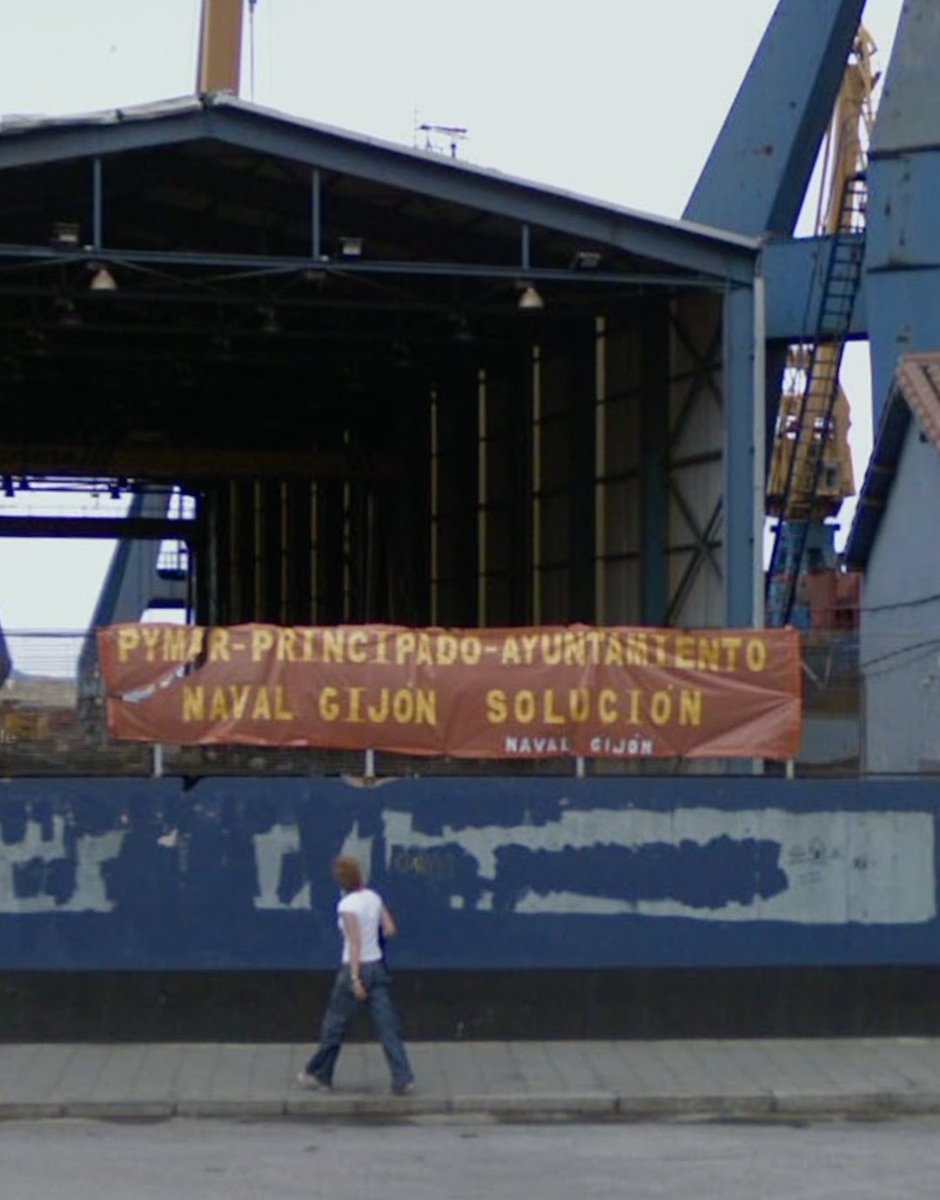 PYMAR-PRINCIPADO-AYUNTAMIENTO
NAVAL GIJÓN SOLUCIÓN
NAVAL GIJÓN